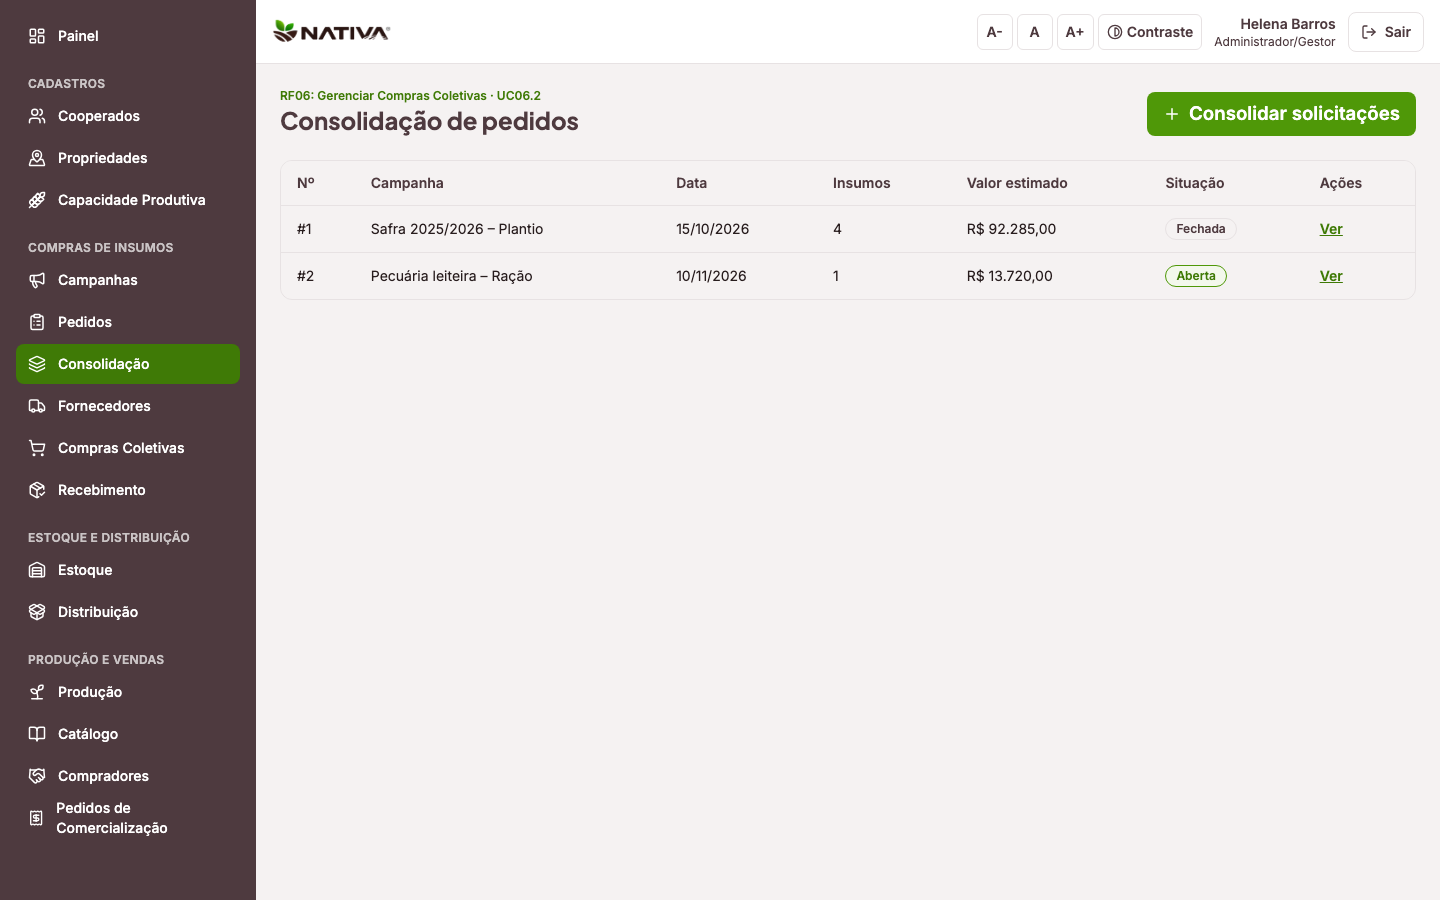 Painel
CADASTROS
Cooperados
Propriedades
Capacidade Produtiva
COMPRAS DE INSUMOS
Campanhas
Pedidos
Consolidação
Fornecedores
Compras Coletivas
Recebimento
ESTOQUE E DISTRIBUIÇÃO
Estoque
Distribuição
PRODUÇÃO E VENDAS
Produção
Catálogo
Compradores
Pedidos de
Comercialização
NATIVA
A- A A+ Contraste
Helena Barros
Administrador/Gestor
Sair
RF06: Gerenciar Compras Coletivas · UC06.2
Consolidação de pedidos
+ Consolidar solicitações
Nº Campanha Data Insumos Valor estimado Situação Ações
#1 Safra 2025/2026 – Plantio 15/10/2026 4 R$ 92.285,00 Fechada Ver
#2 Pecuária leiteira – Ração 10/11/2026 1 R$ 13.720,00 Aberta Ver